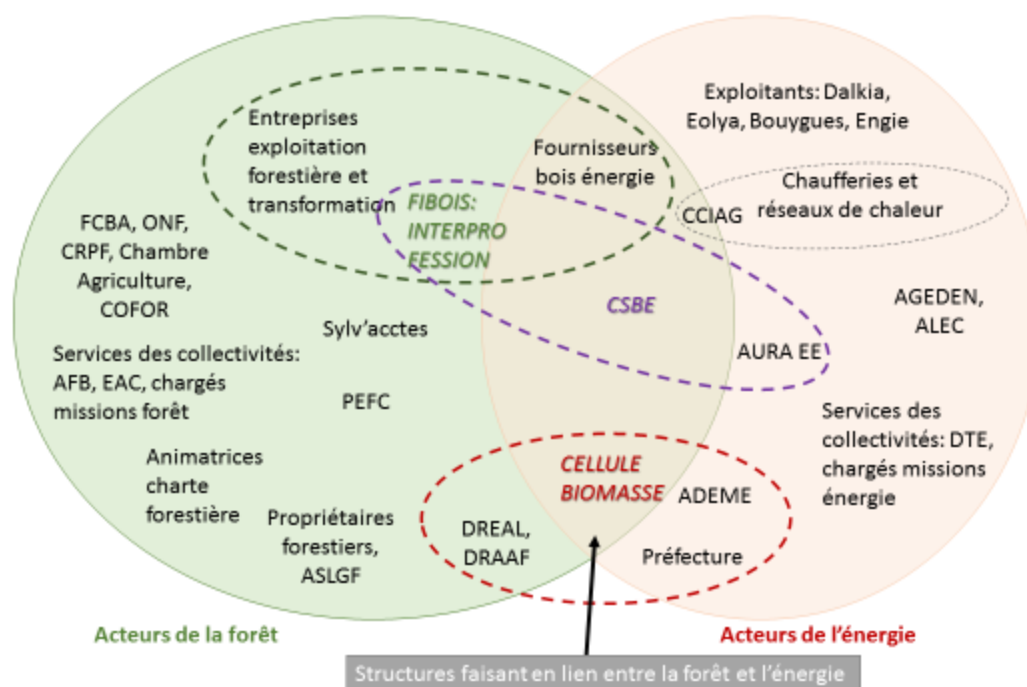 Entreprises
exploitation
forestière et
transformation
FIBOIS:
INTERPRO
FESSION
Fournisseurs
bois énergie
Exploitants: Dalkia,
Eolya, Bouygues, Engie
Chaufferies et
réseaux de chaleur
CCIAG
FCBA, ONF,
CRPF, Chambre
Agriculture,
COFOR
Sylv’acctes
CSBE
AGEDEN,
ALEC
AURA EE
Services des collectivités:
AFB, EAC, chargés
missions forêt
PEFC
Services des
collectivités: DTE,
chargés missions
énergie
Animatrices
charte
forestière
Propriétaires
forestiers,
ASLGF
CELLULE
BIOMASSE
ADEME
DREAL,
DRAAF
Préfecture
Acteurs de la forêt
Acteurs de l’énergie
Structures faisant en lien entre la forêt et l’énergie